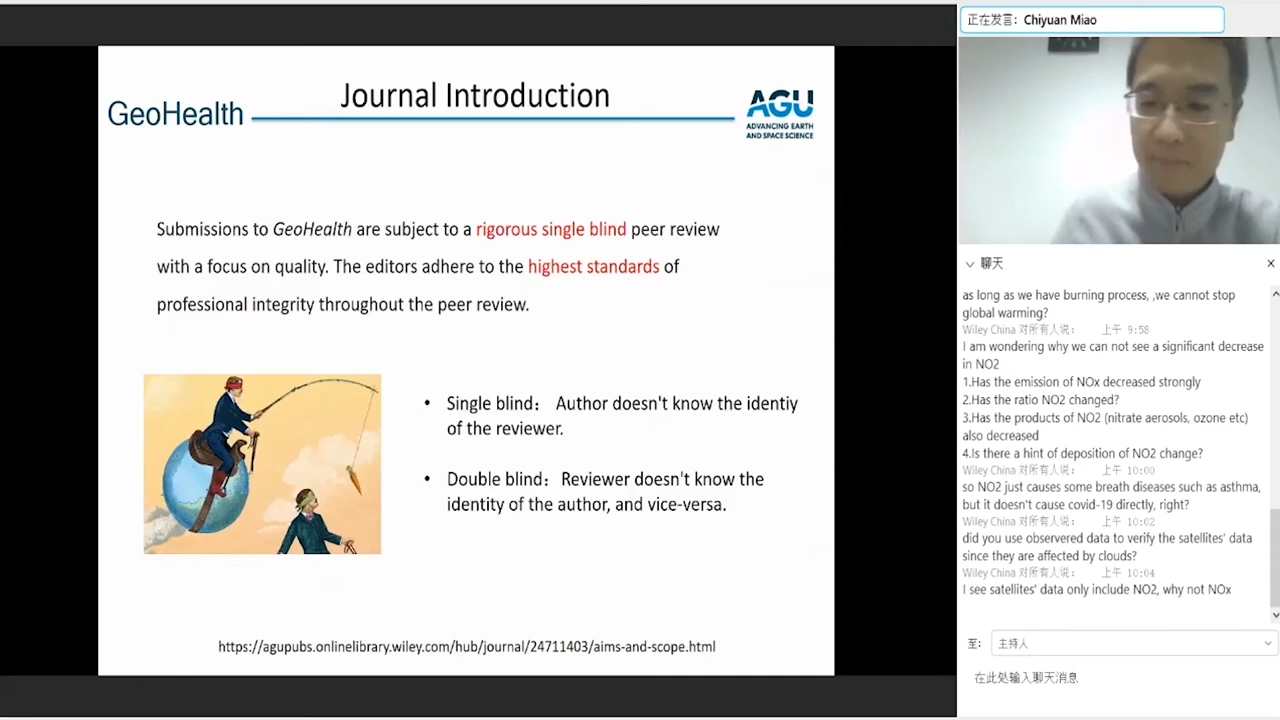 Journal Introduction
GeoHealth
AGU
ADVANCING EARTH
AND SPACE SCIENCE
Submissions to GeoHealth are subject to a rigorous single blind peer review
with a focus on quality. The editors adhere to the highest standards of
professional integrity throughout the peer review.
• Single blind： Author doesn't know the identiy
of the reviewer.
• Double blind：Reviewer doesn't know the
identity of the author, and vice-versa.
https://agupubs.onlinelibrary.wiley.com/hub/journal/24711403/aims-and-scope.html
正在发言: Chiyuan Miao
聊天
as long as we have burning process, ,we cannot stop
global warming?
Wiley China 对所有人说： 上午 9:58
I am wondering why we can not see a significant decrease
in NO2
1.Has the emission of NOx decreased strongly
2.Has the ratio NO2 changed?
3.Has the products of NO2 (nitrate aerosols, ozone etc)
also decreased
4.Is there a hint of deposition of NO2 change?
Wiley China 对所有人说： 上午 10:00
so NO2 just causes some breath diseases such as asthma,
but it doesn't cause covid-19 directly, right?
Wiley China 对所有人说： 上午 10:02
did you use observered data to verify the satellites' data
since they are affected by clouds?
Wiley China 对所有人说： 上午 10:04
I see satellites' data only include NO2, why not NOx
至: 主持人
在此处输入聊天消息